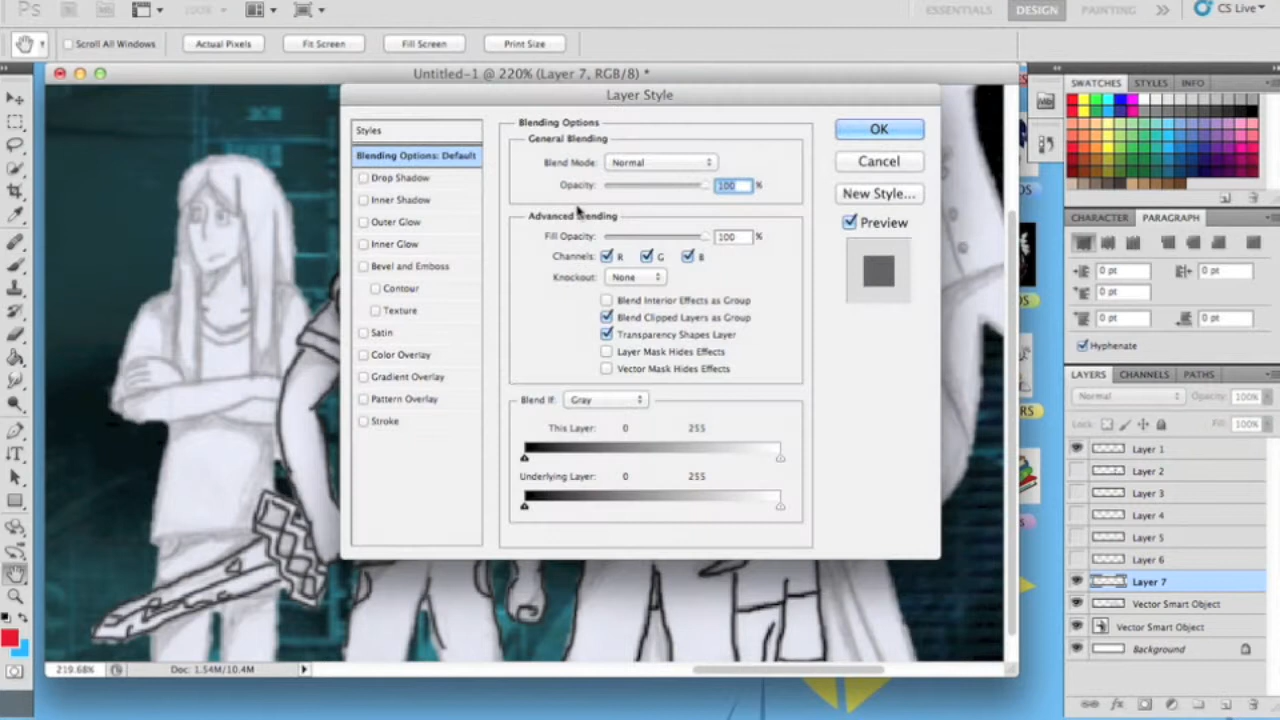 Ps 100% ESSENTIALS DESIGN PAINTING CS Live
Scroll All Windows Actual Pixels Fit Screen Fill Screen Print Size
Untitled-1 @ 220% (Layer 7, RGB/8) *
Layer Style
Styles
Blending Options: Default
Drop Shadow
Inner Shadow
Outer Glow
Inner Glow
Bevel and Emboss
Contour
Texture
Satin
Color Overlay
Gradient Overlay
Pattern Overlay
Stroke
Blending Options
General Blending
Blend Mode: Normal
Opacity: 100 %
Advanced Blending
Fill Opacity: 100 %
Channels: R G B
Knockout: None
Blend Interior Effects as Group
Blend Clipped Layers as Group
Transparency Shapes Layer
Layer Mask Hides Effects
Vector Mask Hides Effects
Blend If: Gray
This Layer: 0 255
Underlying Layer: 0 255
OK
Cancel
New Style...
Preview
SWATCHES STYLES INFO
CHARACTER PARAGRAPH
0 pt 0 pt
0 pt
0 pt 0 pt
Hyphenate
LAYERS CHANNELS PATHS
Normal Opacity: 100%
Lock: Fill: 100%
Layer 1
Layer 2
Layer 3
Layer 4
Layer 5
Layer 6
Layer 7
Vector Smart Object
Vector Smart Object
Background
219.68% Doc: 1.54M/10.4M